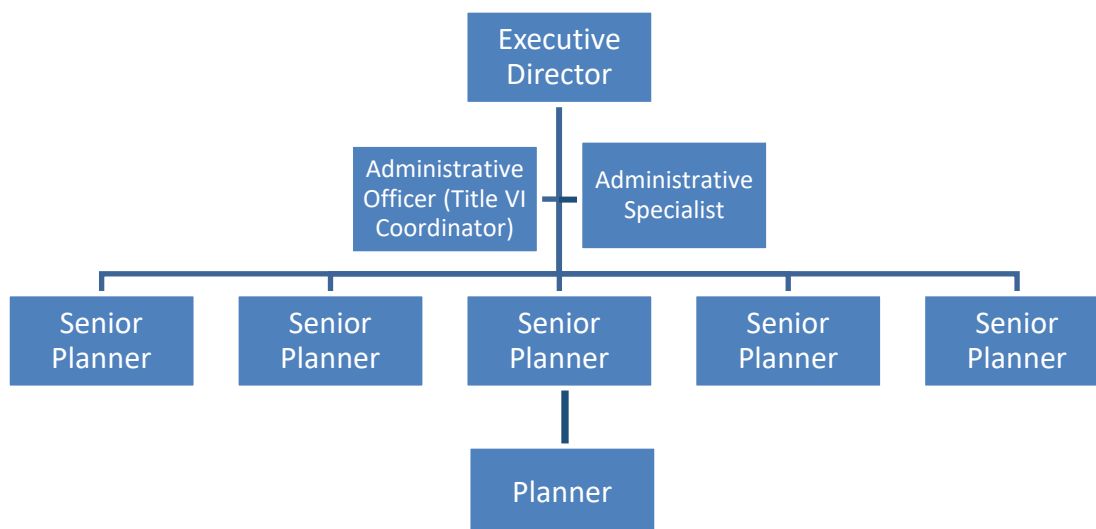 Executive
Director
Administrative
Officer (Title VI
Coordinator)
Administrative
Specialist
Senior
Planner
Senior
Planner
Senior
Planner
Senior
Planner
Senior
Planner
Planner